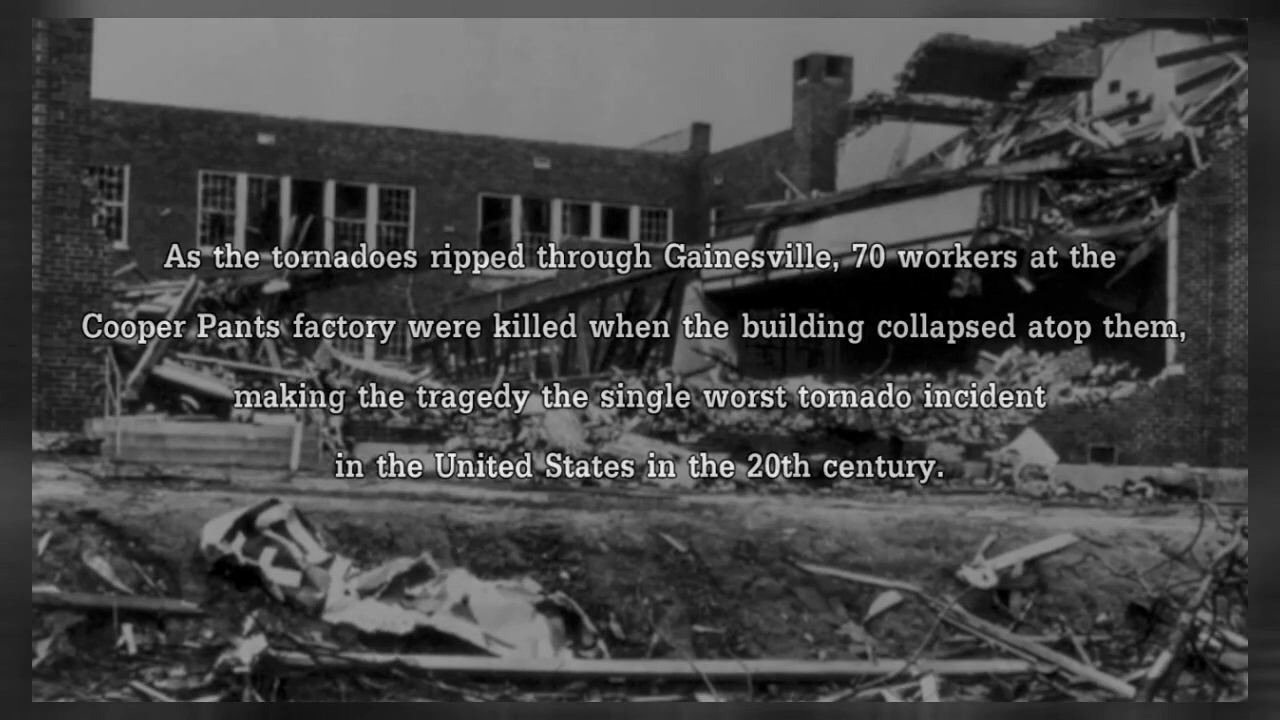 As the tornadoes ripped through Gainesville, 70 workers at the
Cooper Pants factory were killed when the building collapsed atop them,
making the tragedy the single worst tornado incident
in the United States in the 20th century.